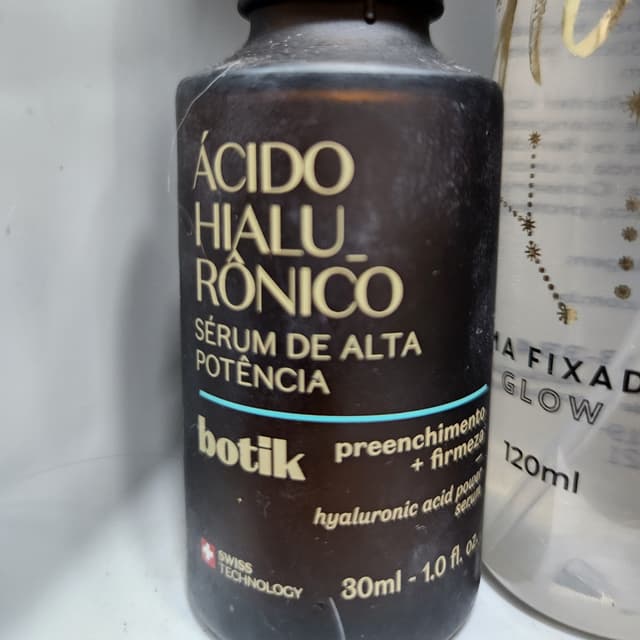 ÁCIDO
HIALU_
RÔNICO
SÉRUM DE ALTA
POTÊNCIA
botik
preenchimento
+ firmeza
hyaluronic acid power
serum
SWISS
TECHNOLOGY
30ml - 1.0 fl. oz.
MA FIXAD
GLOW
120ml